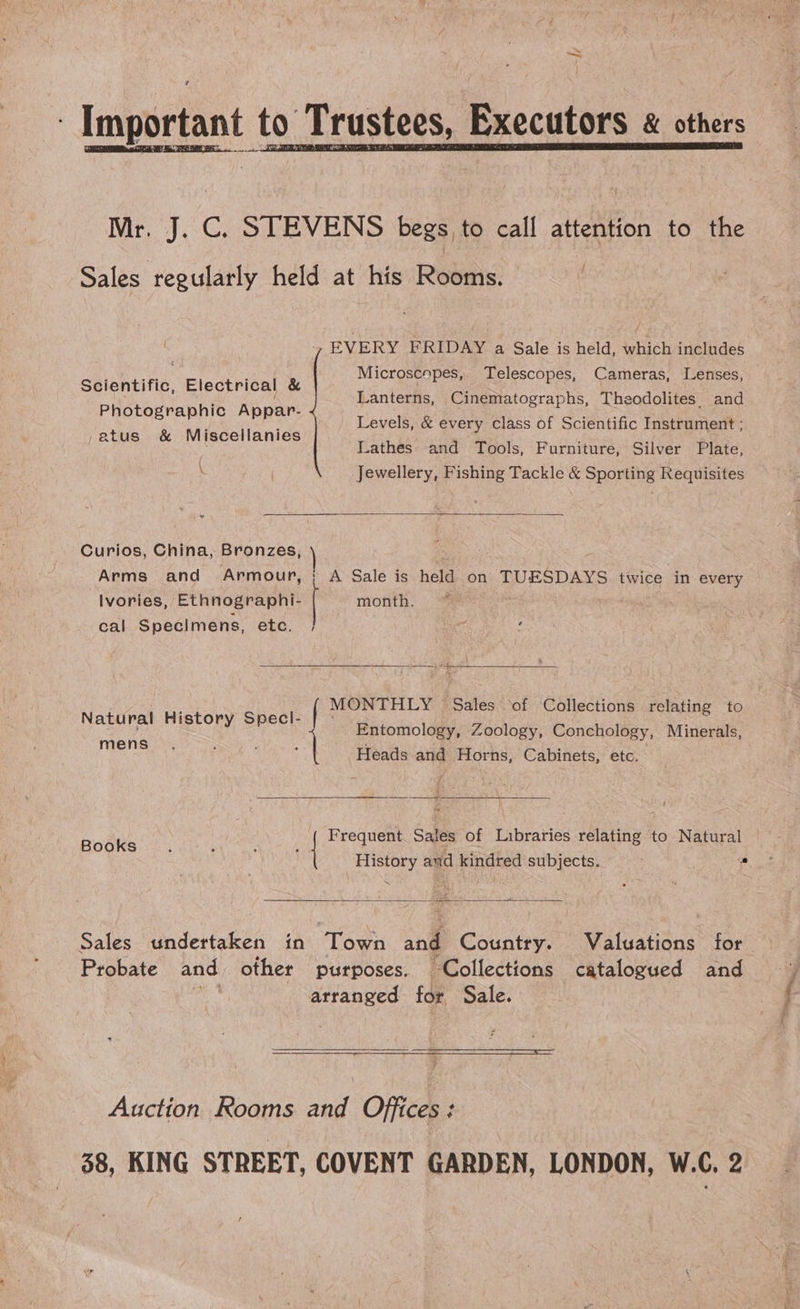 Important to Trustees, Executors & others
Mr. J. C. STEVENS begs to call attention to the
Sales regularly held at his Rooms.
Scientific, Electrical &
Photographic Appar-
atus & Miscellanies
EVERY FRIDAY a Sale is held, which includes
Microscopes, Telescopes, Cameras, Lenses,
Lanterns, Cinematographs, Theodolites and
Levels, & every class of Scientific Instrument ;
Lathes and Tools, Furniture, Silver Plate,
Jewellery, Fishing Tackle & Sporting Requisites
Curios, China, Bronzes,
Arms and Armour,
Ivories, Ethnographi-
cal Specimens, etc.
A Sale is held on TUESDAYS twice in every
month.
Natural History Speci-
mens . . . .
MONTHLY Sales of Collections relating to
Entomology, Zoology, Conchology, Minerals,
Heads and Horns, Cabinets, etc.
Books . . . .
Frequent Sales of Libraries relating to Natural
History and kindred subjects.
Sales undertaken in Town and Country. Valuations for
Probate and other purposes. Collections catalogued and
arranged for Sale.
Auction Rooms and Offices :
38, KING STREET, COVENT GARDEN, LONDON, W.C. 2